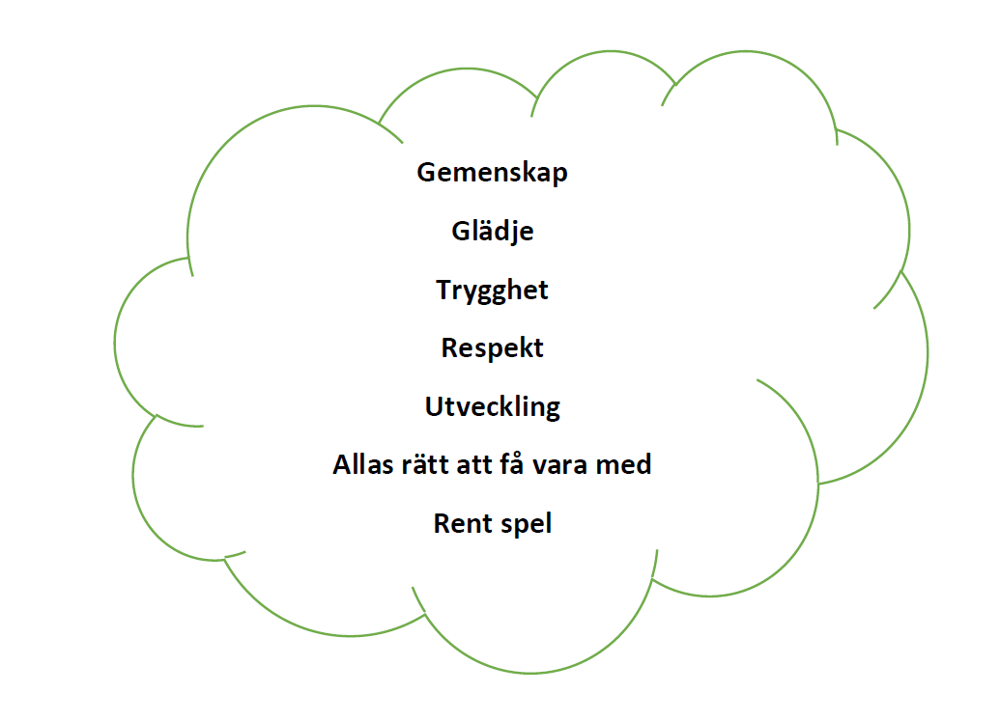 Gemenskap
Glädje
Trygghet
Respekt
Utveckling
Allas rätt att få vara med
Rent spel